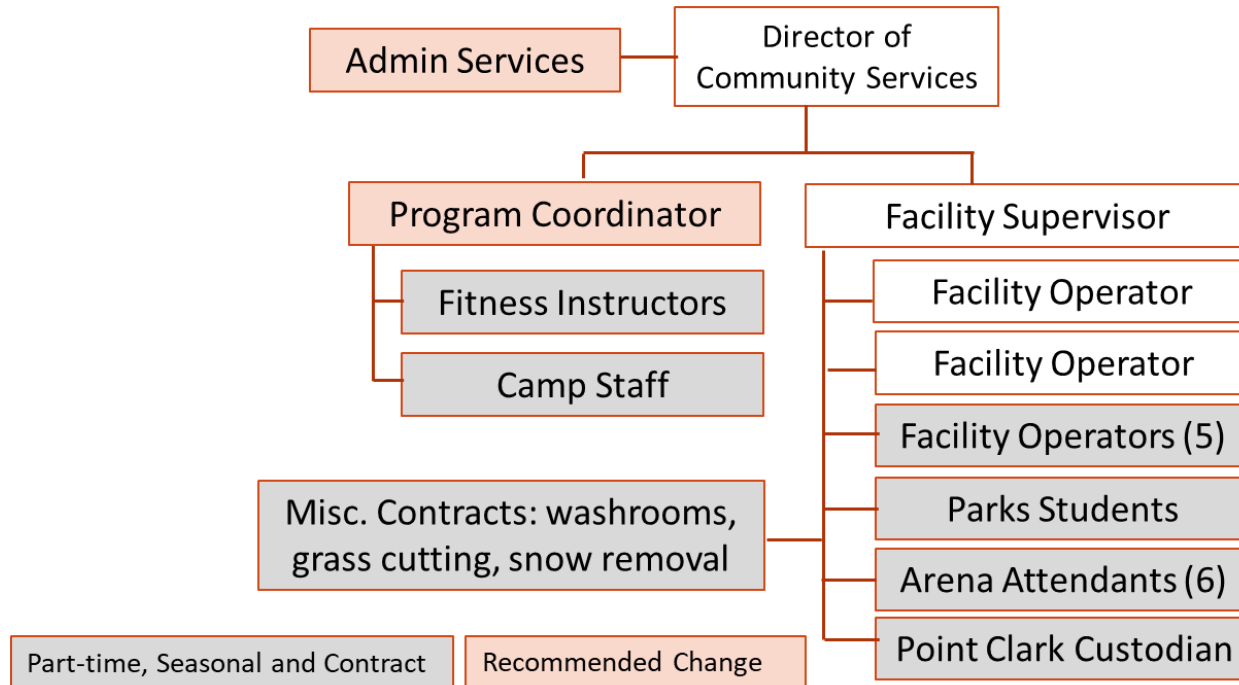 Admin Services
Director of
Community Services
Program Coordinator
Facility Supervisor
Fitness Instructors
Camp Staff
Facility Operator
Facility Operator
Facility Operators (5)
Misc. Contracts: washrooms,
grass cutting, snow removal
Parks Students
Arena Attendants (6)
Point Clark Custodian
Part-time, Seasonal and Contract
Recommended Change